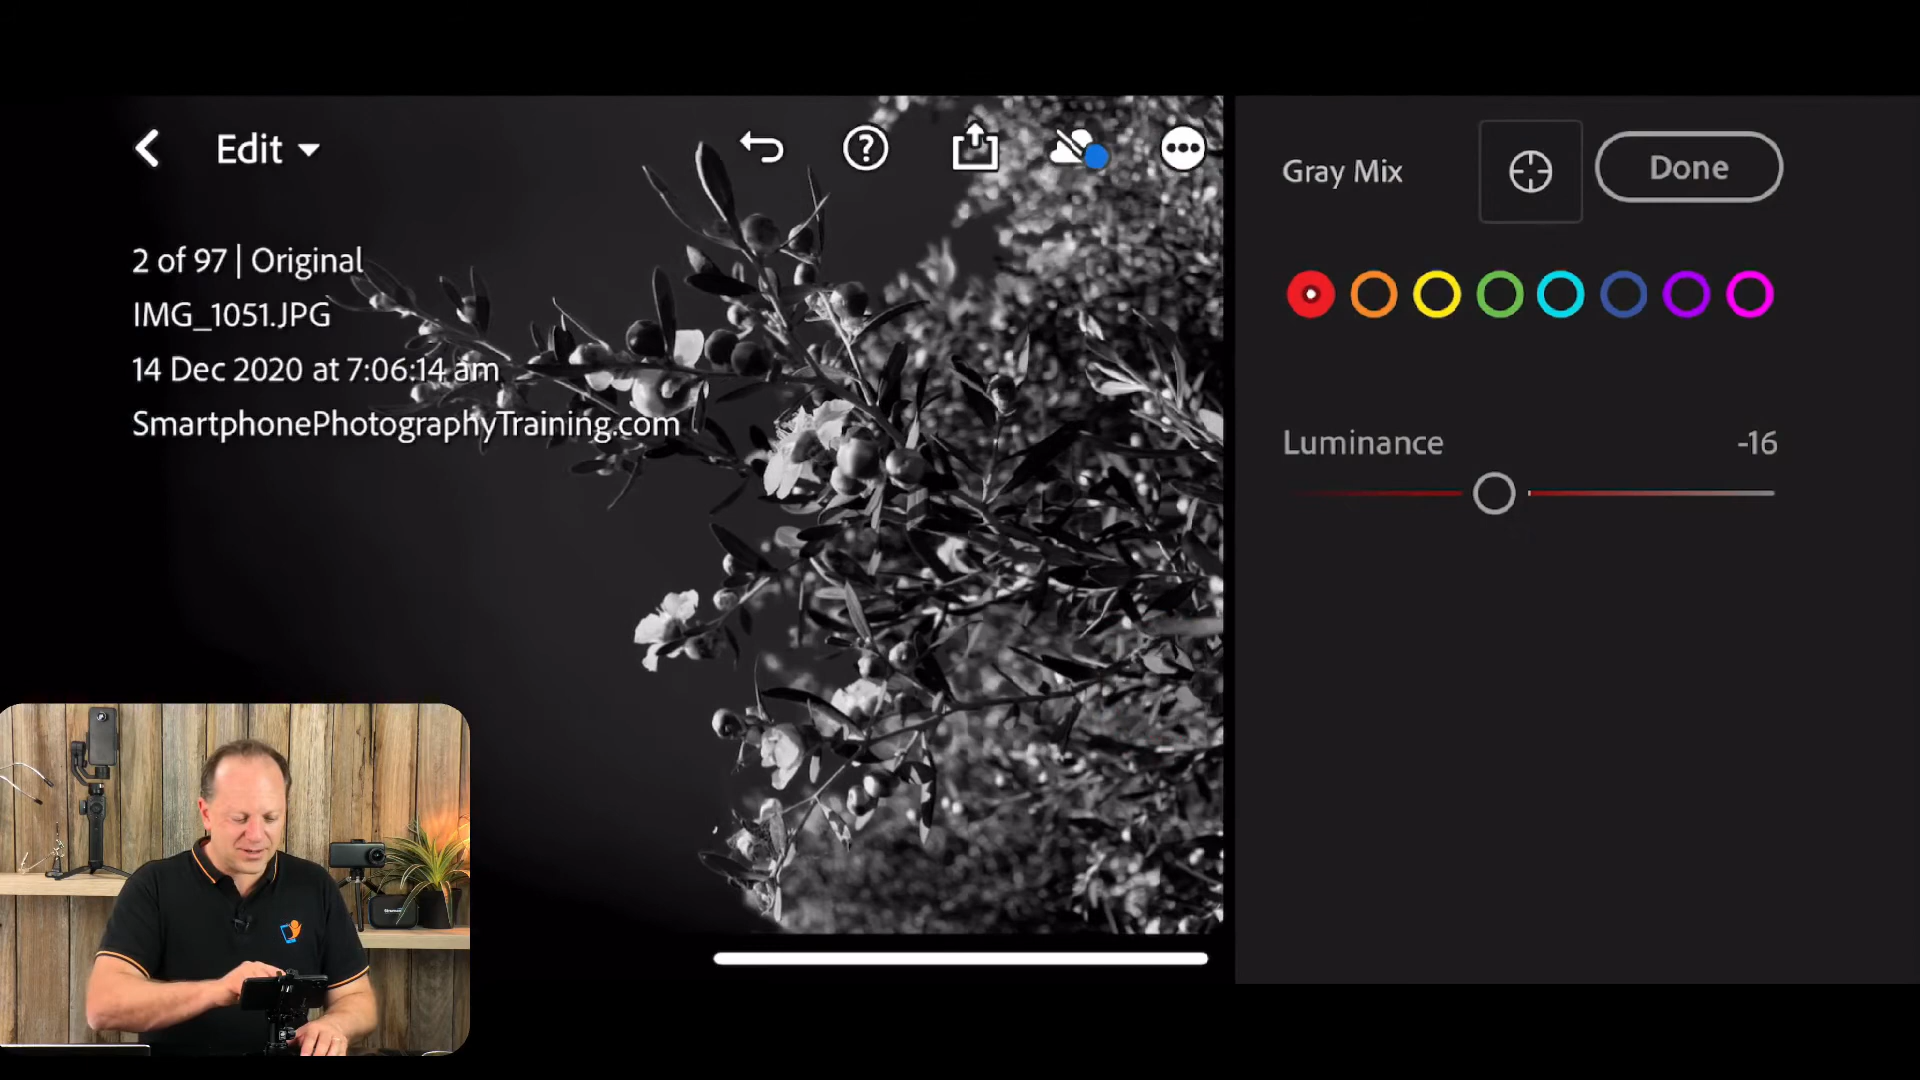 Edit
Gray Mix
Done
2 of 97 | Original
IMG_1051.JPG
14 Dec 2020 at 7:06:14 am
SmartphonePhotographyTraining.com
Luminance
-16